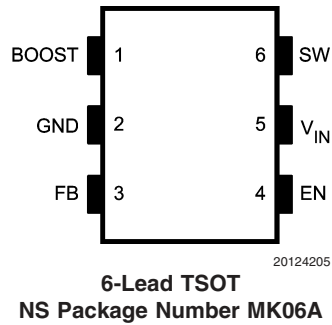 BOOST 1 6 SW
GND 2 5 VIN
FB 3 4 EN
20124205
6-Lead TSOT
NS Package Number MK06A